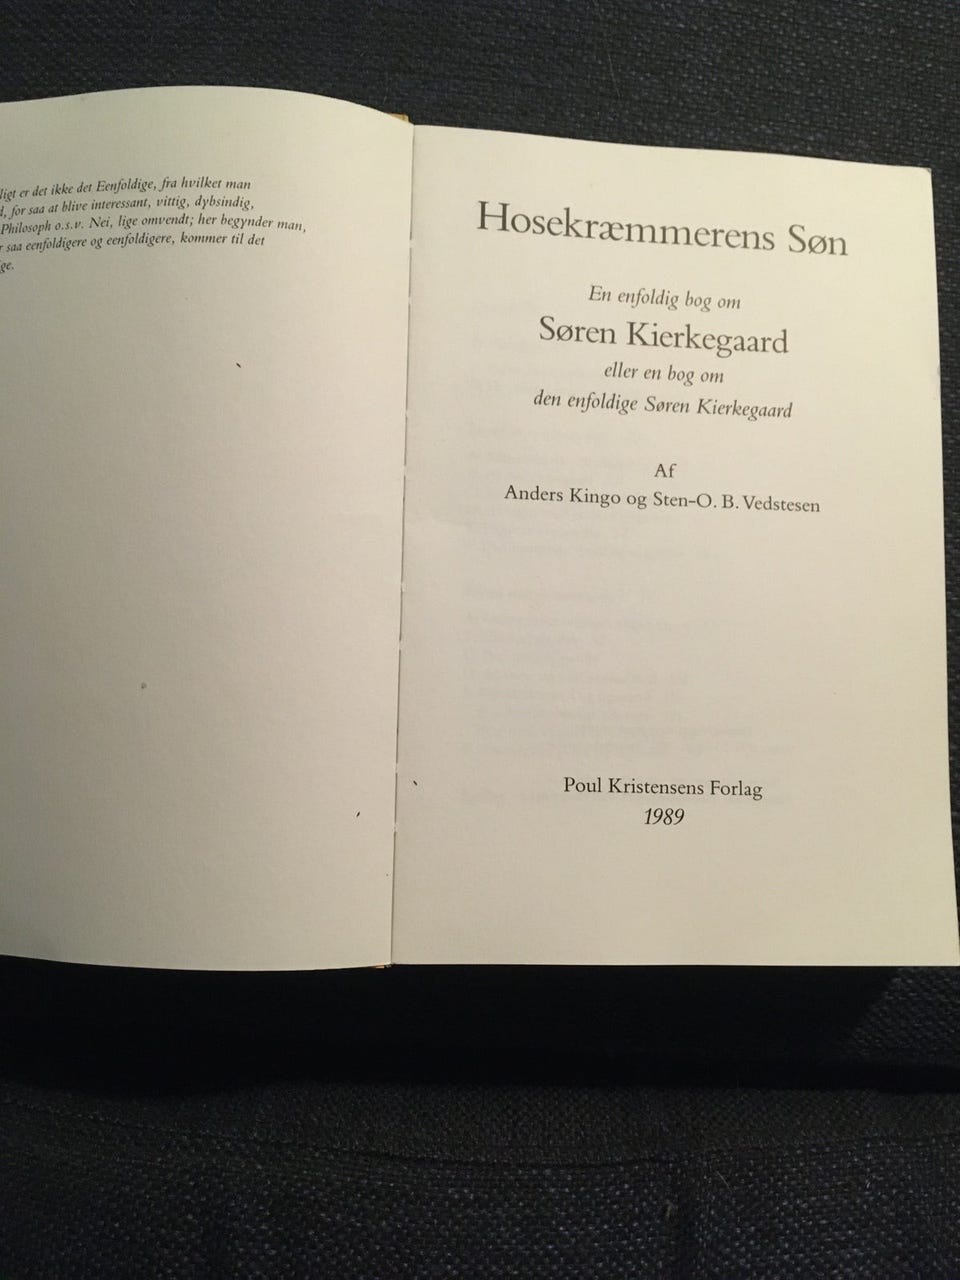 ligt er det ikke det Eenfoldige, fra hvilket man
, for saa at blive interessant, vittig, dybsindig,
Philosoph o.s.v. Nei, lige omvendt; her begynder man,
r saa eenfoldigere og eenfoldigere, kommer til det
ge.
Hosekræmmerens Søn
En enfoldig bog om
Søren Kierkegaard
eller en bog om
den enfoldige Søren Kierkegaard
Af
Anders Kingo og Sten-O. B. Vedstesen
Poul Kristensens Forlag
1989